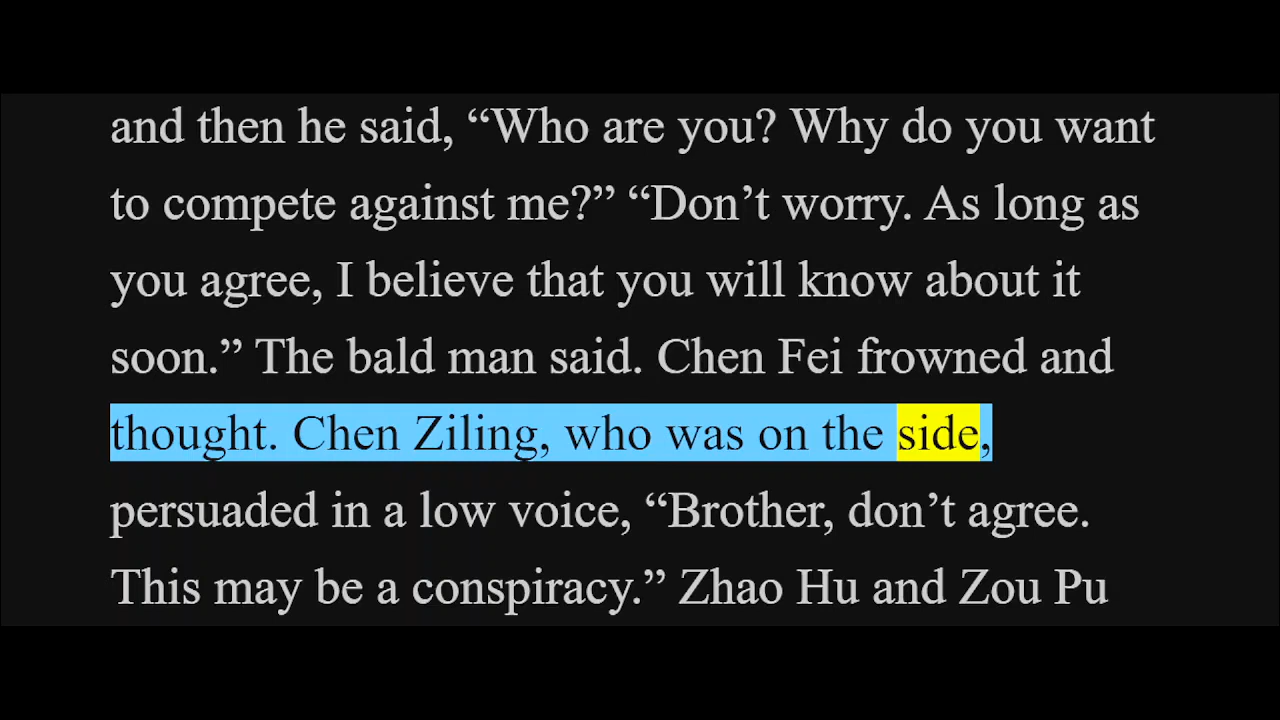 and then he said, “Who are you? Why do you want
to compete against me?” “Don’t worry. As long as
you agree, I believe that you will know about it
soon.” The bald man said. Chen Fei frowned and
thought. Chen Ziling, who was on the side,
persuaded in a low voice, “Brother, don’t agree.
This may be a conspiracy.” Zhao Hu and Zou Pu